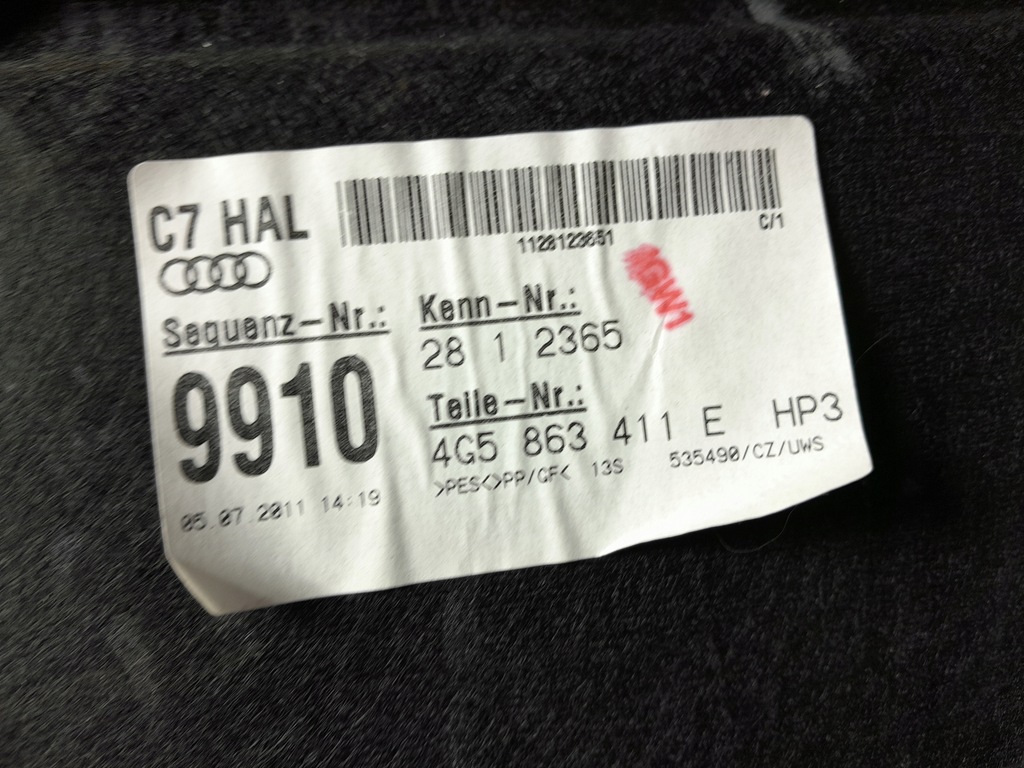 C7 HAL
C/1
Sequenz-Nr.:
9910
05.07.2011 14:19
Kenn-Nr.:
28 1 2365
Teile-Nr.:
4G5 863 411 E HP3
>PES<>PP/CF< 13S 535490/CZ/UWS